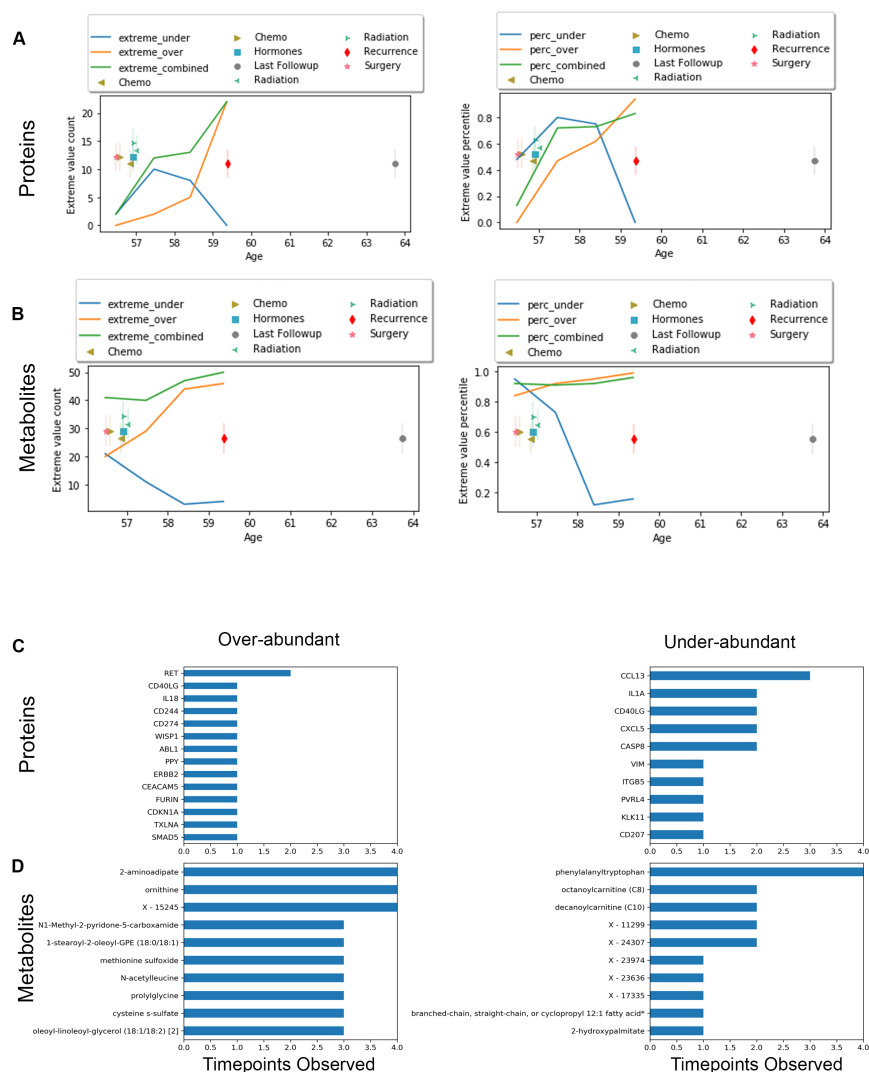 A
extreme_under
extreme_over
extreme_combined
Chemo
Chemo
Hormones
Last Followup
Radiation
Radiation
Recurrence
Surgery
Proteins
Extreme value count
20
15
10
5
0
57 58 59 60 61 62 63 64
Age
perc_under
perc_over
perc_combined
Chemo
Chemo
Hormones
Last Followup
Radiation
Radiation
Recurrence
Surgery
Extreme value percentile
0.8
0.6
0.4
0.2
0.0
57 58 59 60 61 62 63 64
Age
B
extreme_under
extreme_over
extreme_combined
Chemo
Chemo
Hormones
Last Followup
Radiation
Radiation
Recurrence
Surgery
Metabolites
Extreme value count
50
40
30
20
10
57 58 59 60 61 62 63 64
Age
perc_under
perc_over
perc_combined
Chemo
Chemo
Hormones
Last Followup
Radiation
Radiation
Recurrence
Surgery
Extreme value percentile
1.0
0.8
0.6
0.4
0.2
57 58 59 60 61 62 63 64
Age
C
Over-abundant
Under-abundant
Proteins
RET
CD40LG
IL18
CD244
CD274
WISP1
ABL1
PPY
ERBB2
CEACAM5
FURIN
CDKN1A
TXLNA
SMAD5
0.0 0.5 1.0 1.5 2.0 2.5 3.0 3.5 4.0
CCL13
IL1A
CD40LG
CXCL5
CASP8
VIM
ITGB5
PVRL4
KLK11
CD207
0.0 0.5 1.0 1.5 2.0 2.5 3.0 3.5 4.0
D
Metabolites
2-aminoadipate
ornithine
X - 15245
N1-Methyl-2-pyridone-5-carboxamide
1-stearoyl-2-oleoyl-GPE (18:0/18:1)
methionine sulfoxide
N-acetylleucine
prolylglycine
cysteine s-sulfate
oleoyl-linoleoyl-glycerol (18:1/18:2) [2]
0.0 0.5 1.0 1.5 2.0 2.5 3.0 3.5 4.0
Timepoints Observed
phenylalanyltryptophan
octanoylcarnitine (C8)
decanoylcarnitine (C10)
X - 11299
X - 24307
X - 23974
X - 23636
X - 17335
branched-chain, straight-chain, or cyclopropyl 12:1 fatty acid*
2-hydroxypalmitate
0.0 0.5 1.0 1.5 2.0 2.5 3.0 3.5 4.0
Timepoints Observed